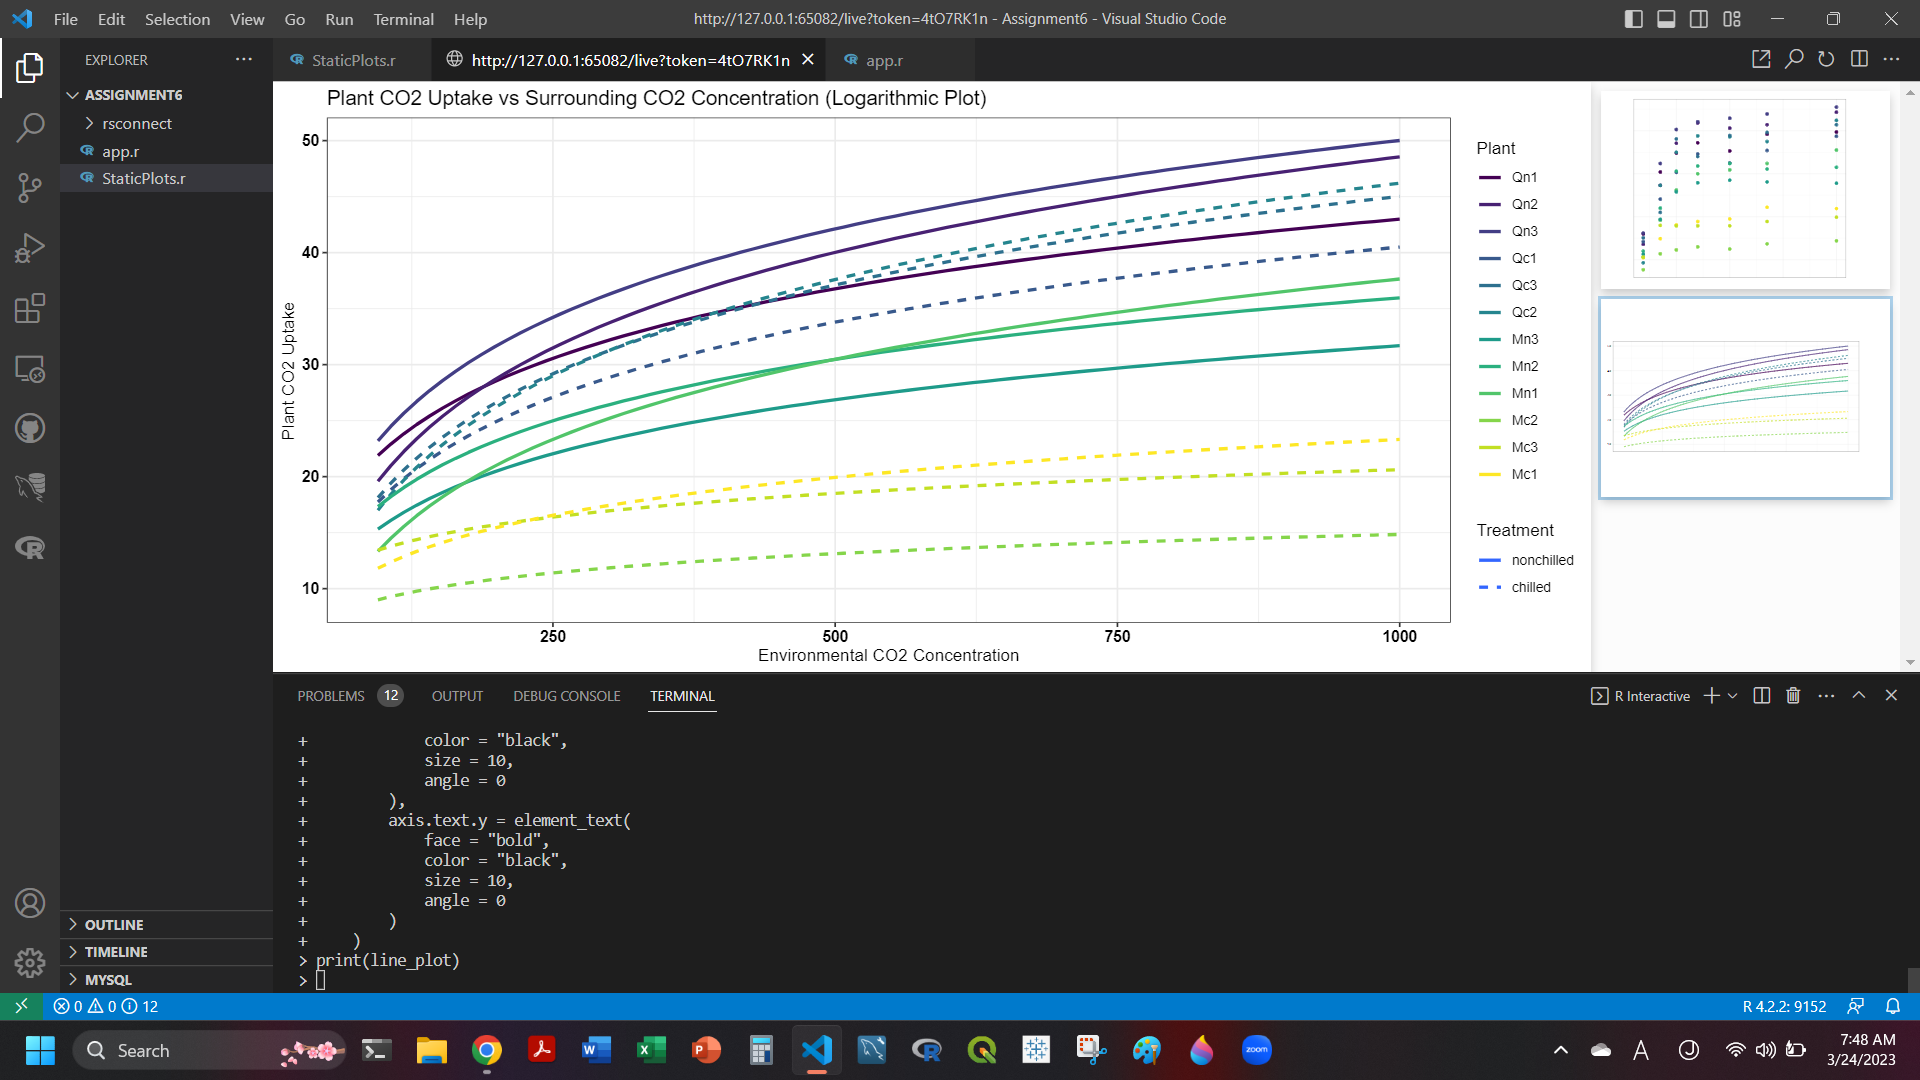 File Edit Selection View Go Run Terminal Help
http://127.0.0.1:65082/live?token=4tO7RK1n - Assignment6 - Visual Studio Code
EXPLORER
ASSIGNMENT6
rsconnect
app.r
StaticPlots.r
OUTLINE
TIMELINE
MYSQL
StaticPlots.r
http://127.0.0.1:65082/live?token=4tO7RK1n
app.r
Plant CO2 Uptake vs Surrounding CO2 Concentration (Logarithmic Plot)
Plant CO2 Uptake
50
40
30
20
10
250 500 750 1000
Environmental CO2 Concentration
Plant
Qn1
Qn2
Qn3
Qc1
Qc3
Qc2
Mn3
Mn2
Mn1
Mc2
Mc3
Mc1
Treatment
nonchilled
chilled
PROBLEMS 12 OUTPUT DEBUG CONSOLE TERMINAL
R Interactive
+ color = "black",
+ size = 10,
+ angle = 0
+ ),
+ axis.text.y = element_text(
+ face = "bold",
+ color = "black",
+ size = 10,
+ angle = 0
+ )
+ )
> print(line_plot)
>
0 0 12
R 4.2.2: 9152
Search
zoom
A
7:48 AM
3/24/2023